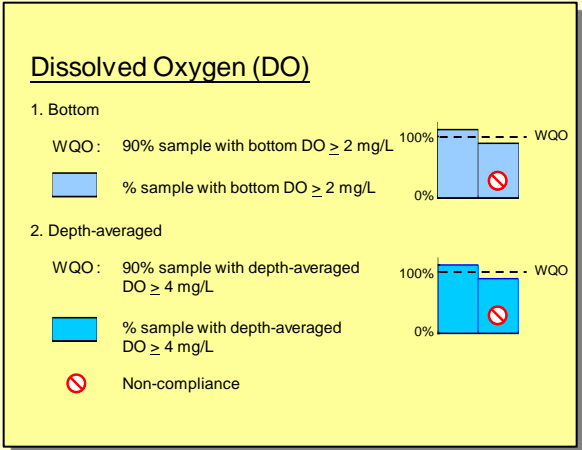 Dissolved Oxygen (DO)
1. Bottom
WQO: 90% sample with bottom DO ≥ 2 mg/L
% sample with bottom DO ≥ 2 mg/L
100% WQO
0%
2. Depth-averaged
WQO: 90% sample with depth-averaged
DO ≥ 4 mg/L
% sample with depth-averaged
DO ≥ 4 mg/L
100% WQO
0%
Non-compliance